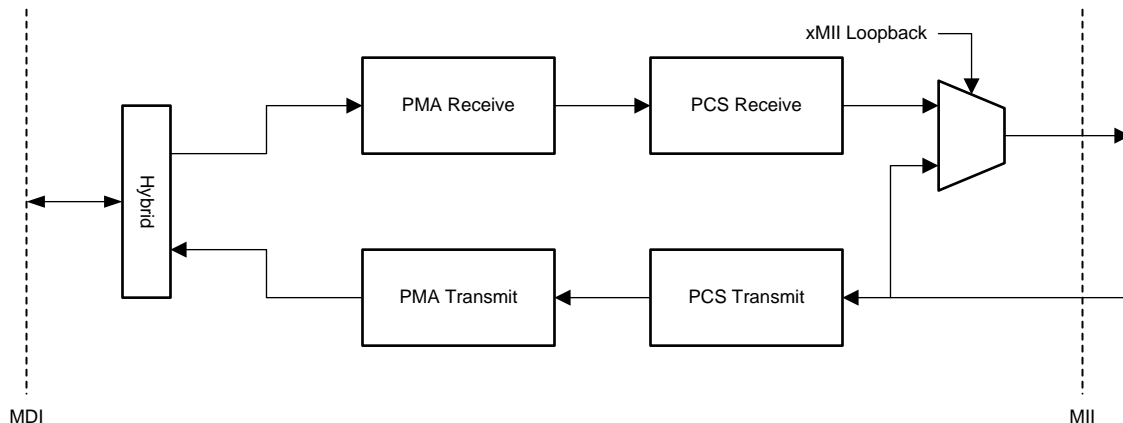 xMII Loopback
PMA Receive
PCS Receive
Hybrid
PMA Transmit
PCS Transmit
MDI
MII